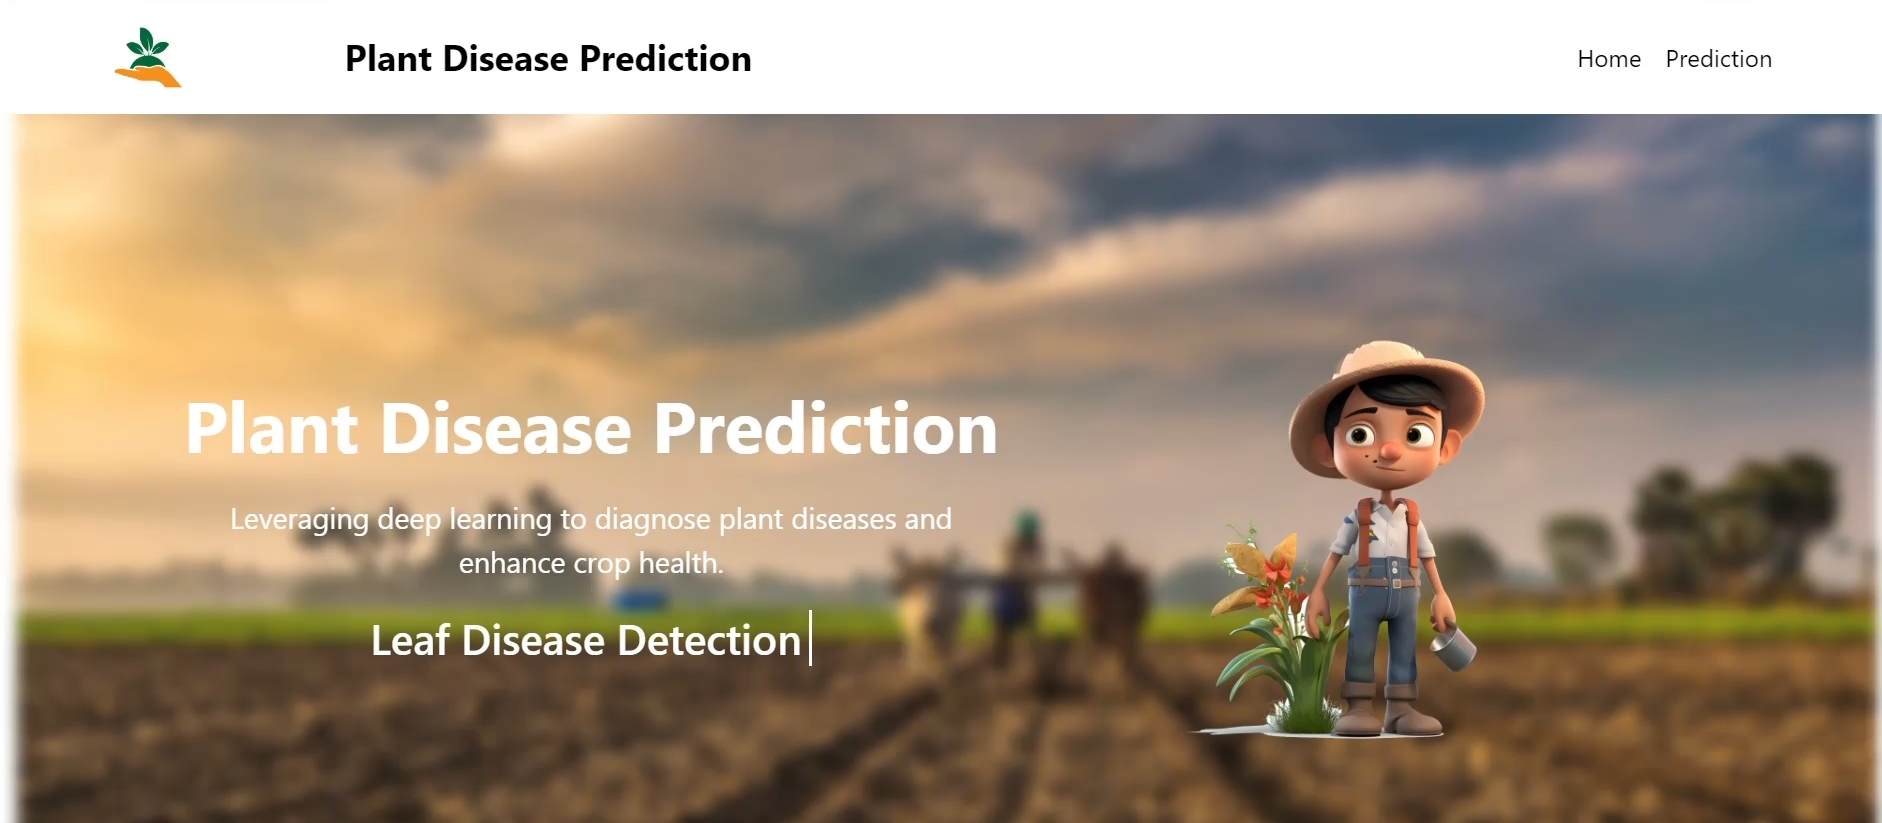 Plant Disease Prediction
Home
Prediction
Plant Disease Prediction
Leveraging deep learning to diagnose plant diseases and
enhance crop health.
Leaf Disease Detection